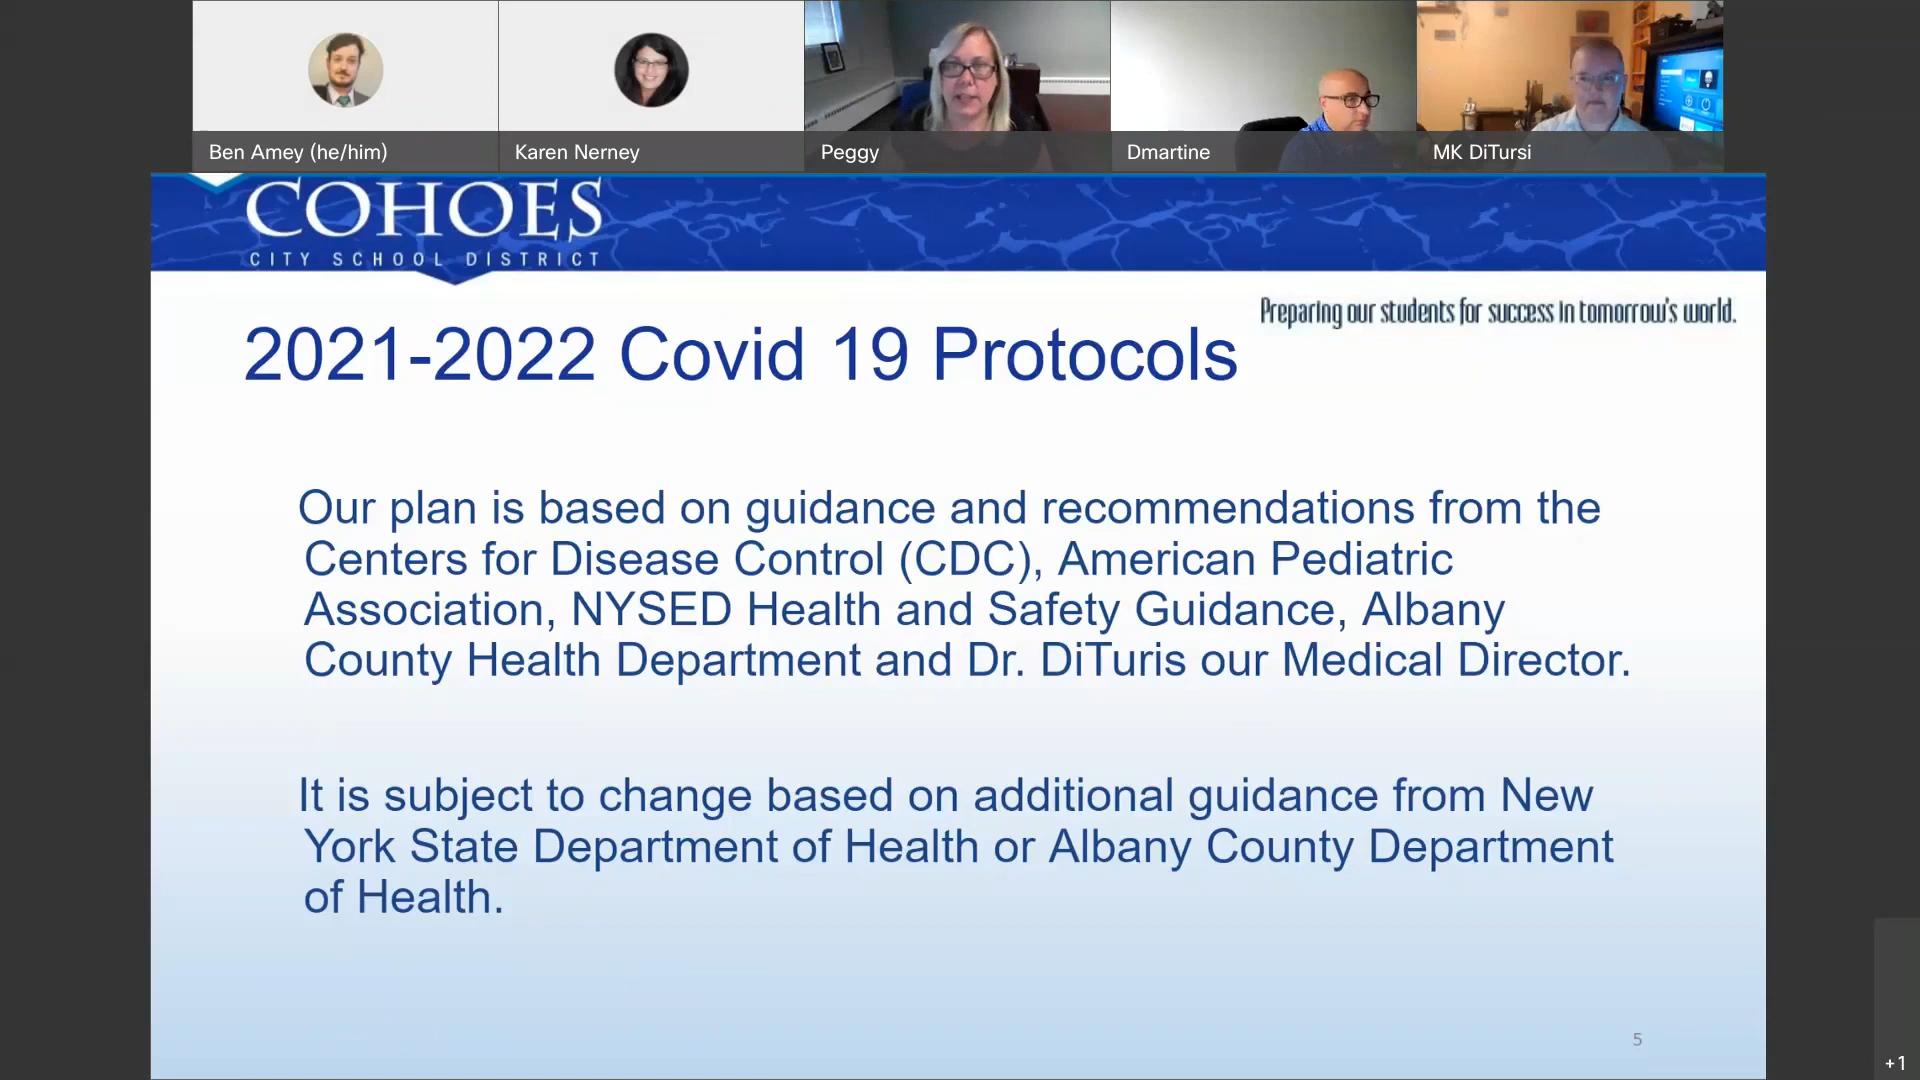 Ben Amey (he/him)
Karen Nerney
Peggy
Dmartine
MK DiTursi
COHOES
CITY SCHOOL DISTRICT
Preparing our students for success in tomorrow's world.
2021-2022 Covid 19 Protocols
Our plan is based on guidance and recommendations from the
Centers for Disease Control (CDC), American Pediatric
Association, NYSED Health and Safety Guidance, Albany
County Health Department and Dr. DiTuris our Medical Director.
It is subject to change based on additional guidance from New
York State Department of Health or Albany County Department
of Health.
5
+1